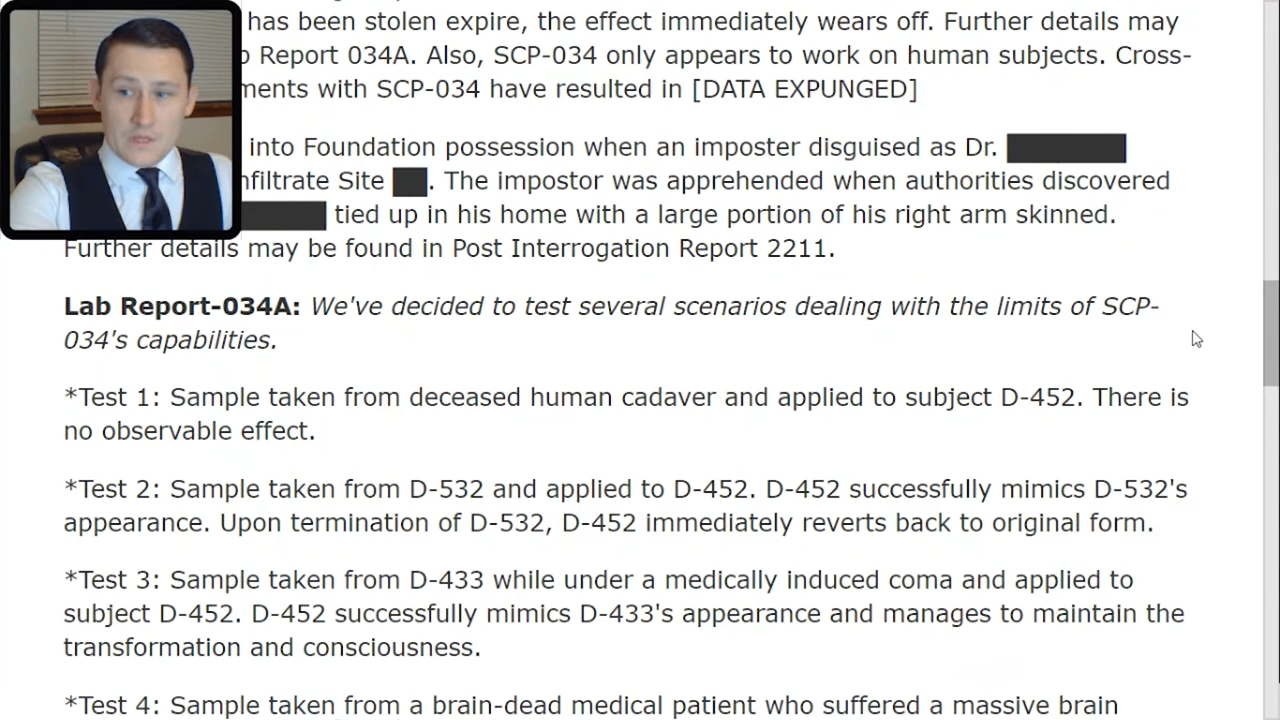 has been stolen expire, the effect immediately wears off. Further details may
Report 034A. Also, SCP-034 only appears to work on human subjects. Cross-
ments with SCP-034 have resulted in [DATA EXPUNGED]
into Foundation possession when an imposter disguised as Dr.
nfiltrate Site . The impostor was apprehended when authorities discovered
tied up in his home with a large portion of his right arm skinned.
Further details may be found in Post Interrogation Report 2211.
Lab Report-034A: We've decided to test several scenarios dealing with the limits of SCP-
034's capabilities.
*Test 1: Sample taken from deceased human cadaver and applied to subject D-452. There is
no observable effect.
*Test 2: Sample taken from D-532 and applied to D-452. D-452 successfully mimics D-532's
appearance. Upon termination of D-532, D-452 immediately reverts back to original form.
*Test 3: Sample taken from D-433 while under a medically induced coma and applied to
subject D-452. D-452 successfully mimics D-433's appearance and manages to maintain the
transformation and consciousness.
*Test 4: Sample taken from a brain-dead medical patient who suffered a massive brain